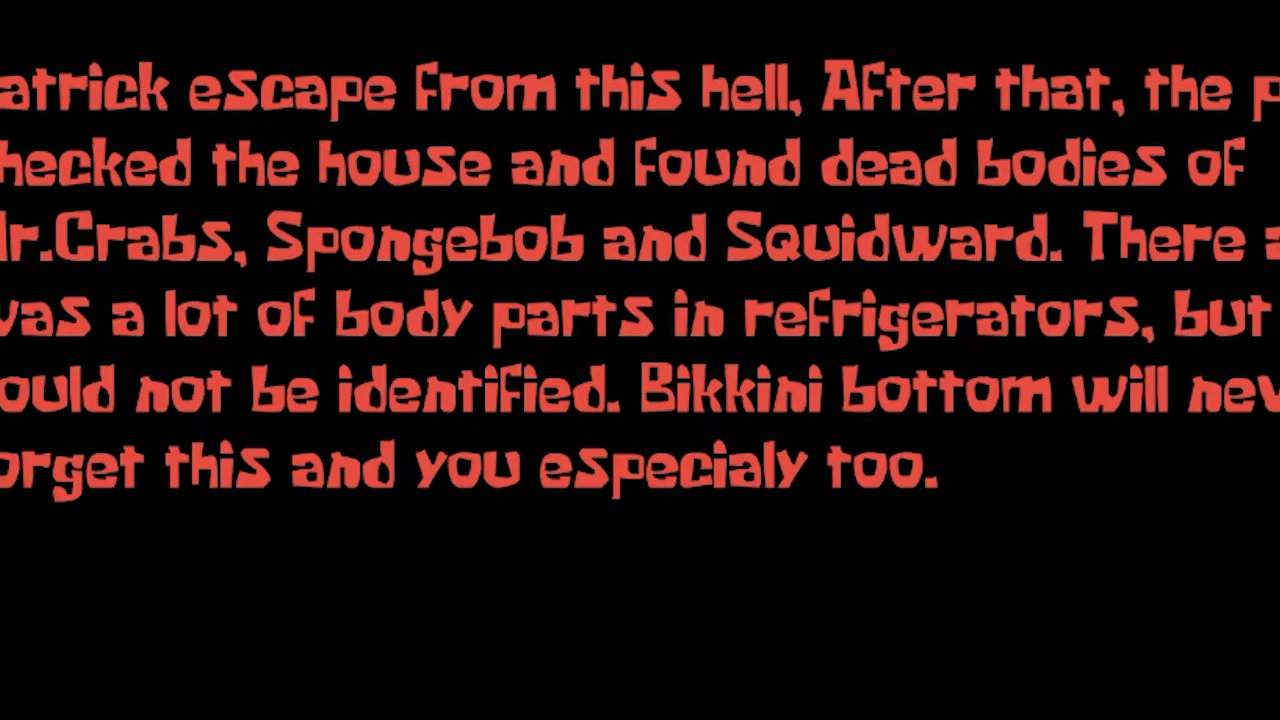 atrick escape from this hell, After that, the p
hecked the house and found dead bodies of
r.Crabs, Spongebob and Squidward. There a
was a lot of body parts in refrigerators, but
ould not be identified. Bikkini bottom will nev
orget this and you especialy too.